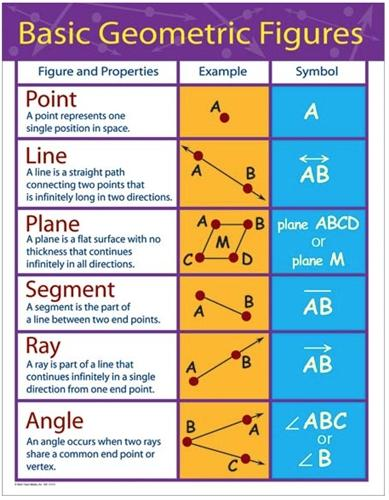 Basic Geometric Figures
Figure and Properties Example Symbol
Point
A point represents one
single position in space.
A
A
Line
A line is a straight path
connecting two points that
is infinitely long in two directions.
A
B
AB
Plane
A plane is a flat surface with no
thickness that continues
infinitely in all directions.
A B
M
C D
plane ABCD
or
plane M
Segment
A segment is the part of
a line between two end points.
A
B
AB
Ray
A ray is part of a line that
continues infinitely in a single
direction from one end point.
A
B
AB
Angle
An angle occurs when two rays
share a common end point or
vertex.
B
A
C
∠ABC
or
∠B